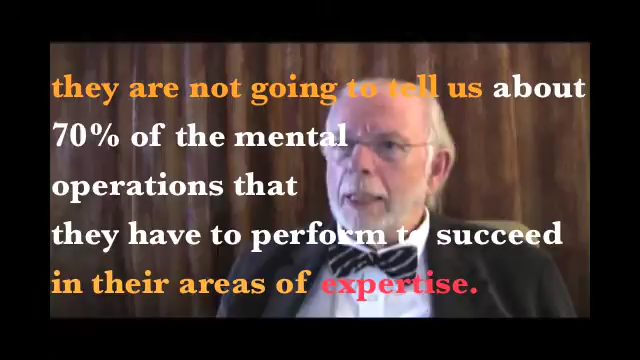 they are not going to tell us about
70% of the mental
operations that
they have to perform to succeed
in their areas of expertise.